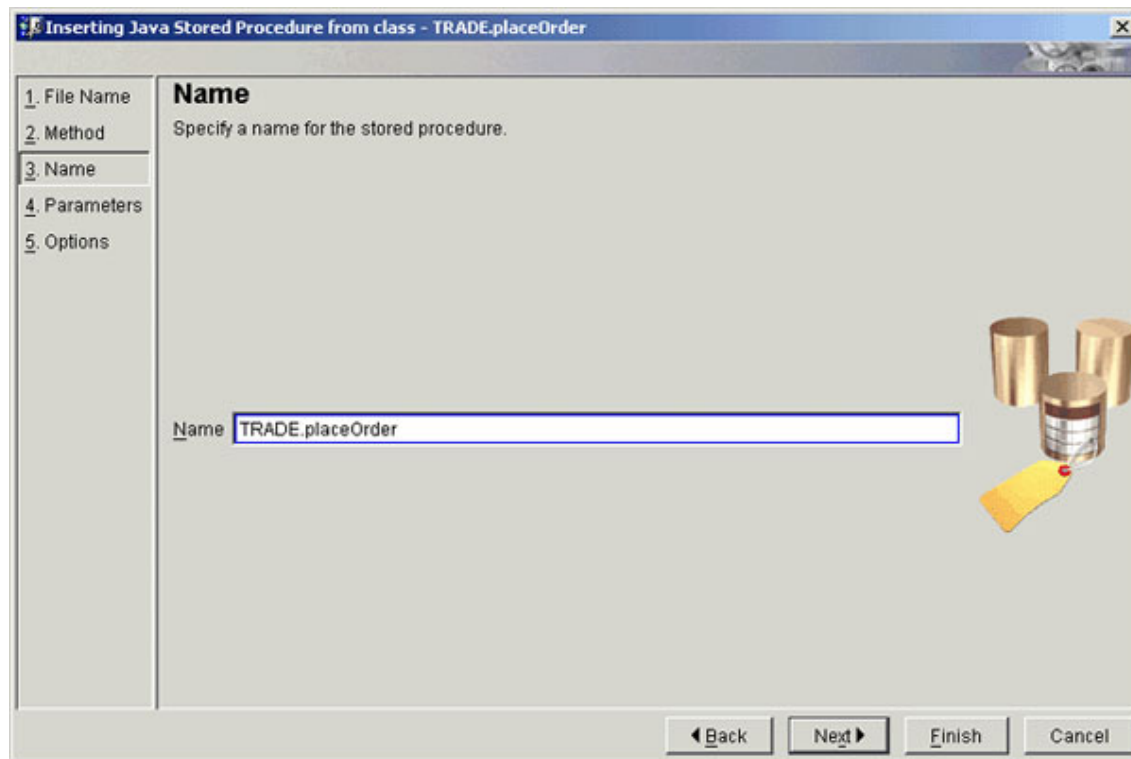 Inserting Java Stored Procedure from class - TRADE.placeOrder
1. File Name
2. Method
3. Name
4. Parameters
5. Options
Name
Specify a name for the stored procedure.
Name TRADE.placeOrder
Back Next Finish Cancel